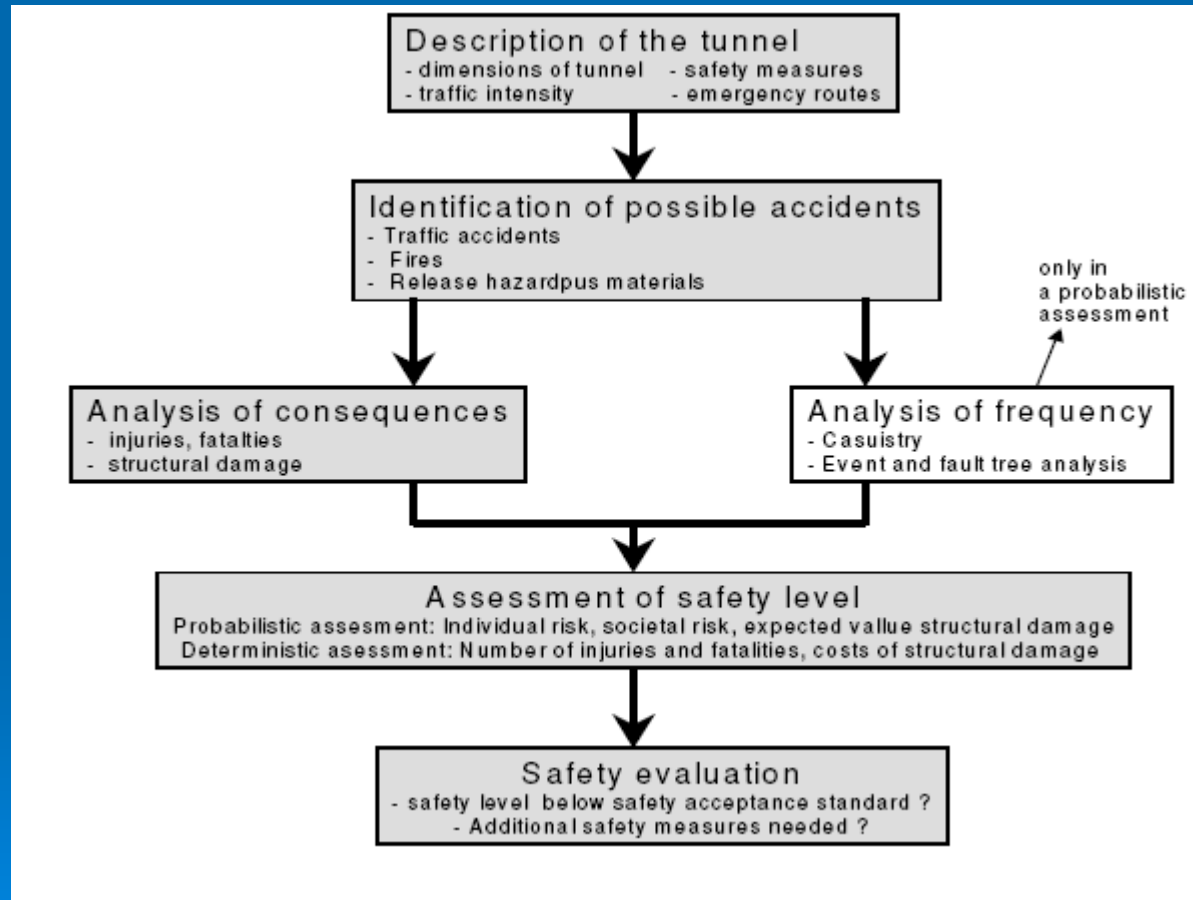 Description of the tunnel
- dimensions of tunnel - safety measures
- traffic intensity - emergency routes
Identification of possible accidents
- Traffic accidents
- Fires
- Release hazardpus materials
only in
a probabilistic
assessment
Analysis of consequences
- injuries, fatalties
- structural damage
Analysis of frequency
- Casuistry
- Event and fault tree analysis
Assessment of safety level
Probabilistic assesment: Individual risk, societal risk, expected vallue structural damage
Deterministic asessment: Number of injuries and fatalities, costs of structural damage
Safety evaluation
- safety level below safety acceptance standard ?
- Additional safety measures needed ?